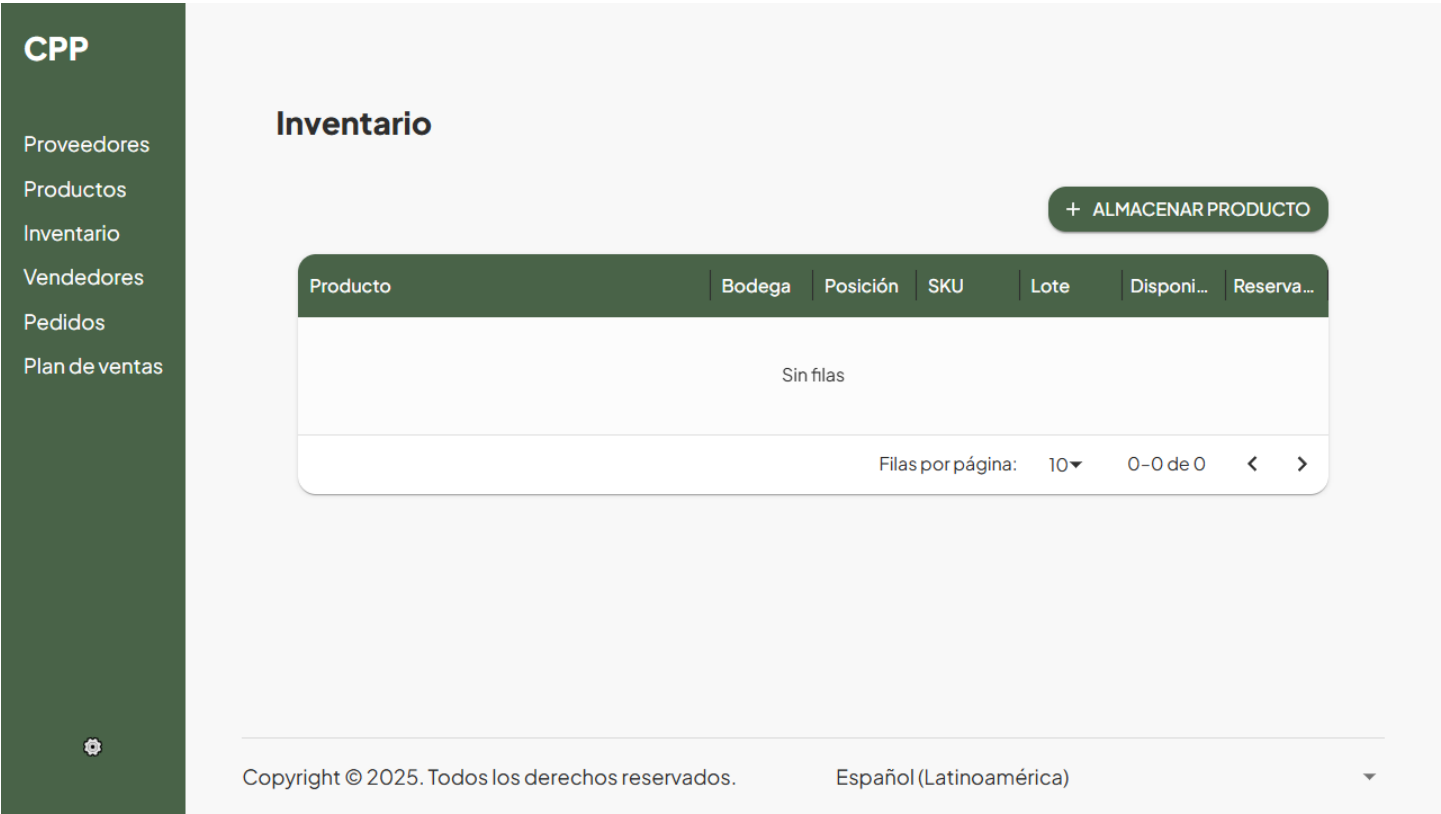 CPP
Proveedores
Productos
Inventario
Vendedores
Pedidos
Plan de ventas
Inventario
+ ALMACENAR PRODUCTO
Producto Bodega Posición SKU Lote Disponi... Reserva...
Sin filas
Filas por página: 10 0–0 de 0
Copyright © 2025. Todos los derechos reservados. Español (Latinoamérica)